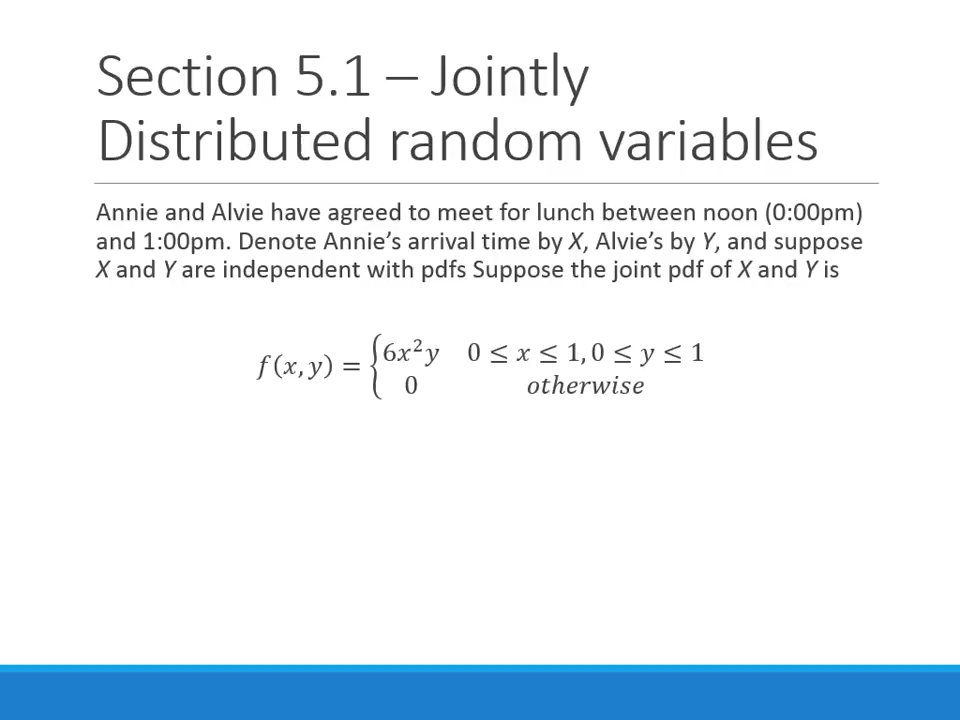 Section 5.1 – Jointly
Distributed random variables
Annie and Alvie have agreed to meet for lunch between noon (0:00pm)
and 1:00pm. Denote Annie’s arrival time by X, Alvie’s by Y, and suppose
X and Y are independent with pdfs Suppose the joint pdf of X and Y is
f(x, y) = {6x²y 0 ≤ x ≤ 1, 0 ≤ y ≤ 1
0 otherwise